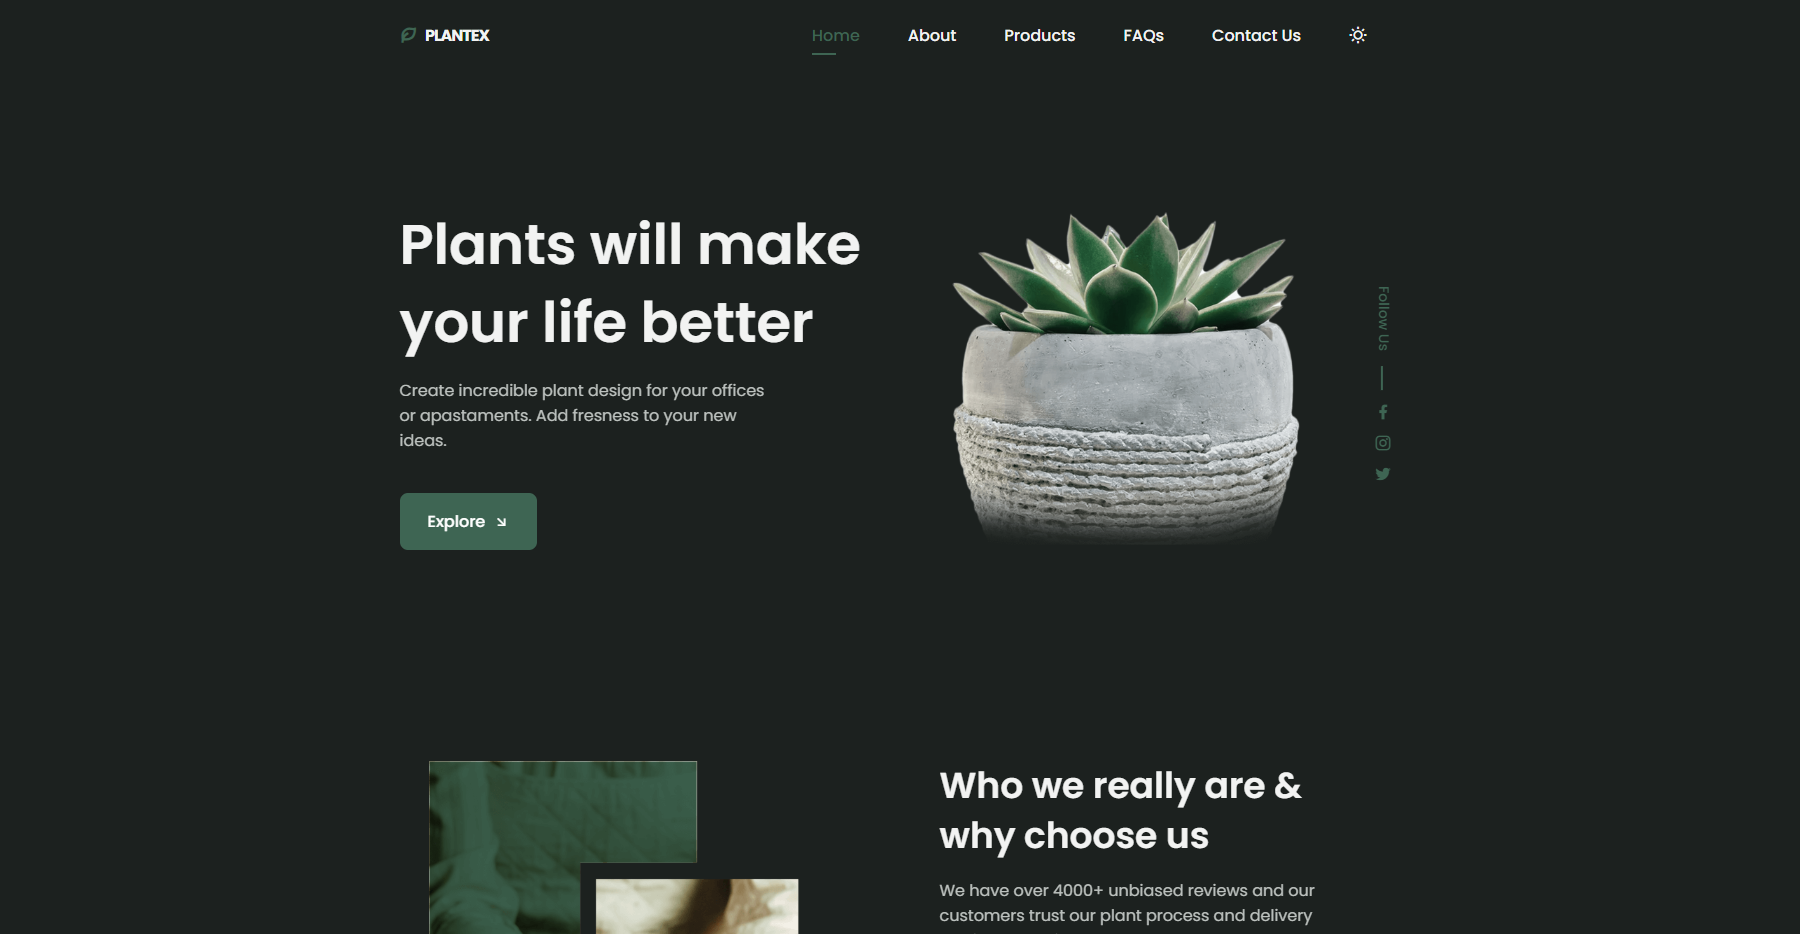 PLANTEX
Home
About
Products
FAQs
Contact Us
Plants will make
your life better
Create incredible plant design for your offices
or apastaments. Add fresness to your new
ideas.
Explore
Follow Us
Who we really are &
why choose us
We have over 4000+ unbiased reviews and our
customers trust our plant process and delivery